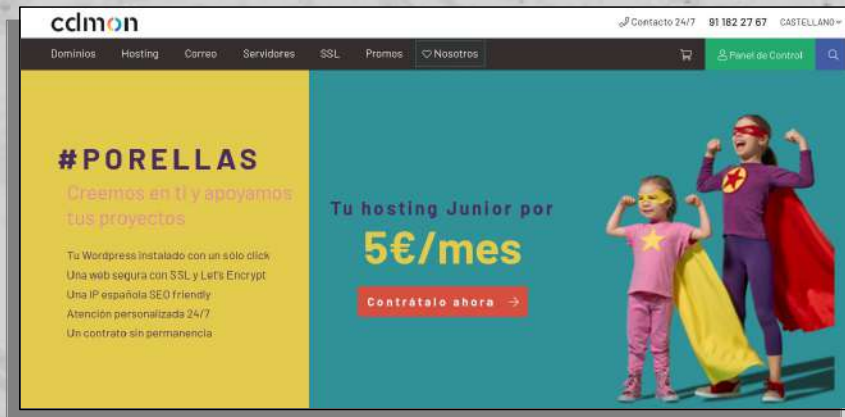 cdmon
Contacto 24/7 91 182 27 67 CASTELLANO
Dominios Hosting Correo Servidores SSL Promos Nosotros Panel de Control
#PORELLAS
Creemos en ti y apoyamos
tus proyectos
Tu Wordpress instalado con un solo click
Una web segura con SSL y Let's Encrypt
Una IP española SEO friendly
Atención personalizada 24/7
Un contrato sin permanencia
Tu hosting Junior por
5€/mes
Contrátalo ahora →